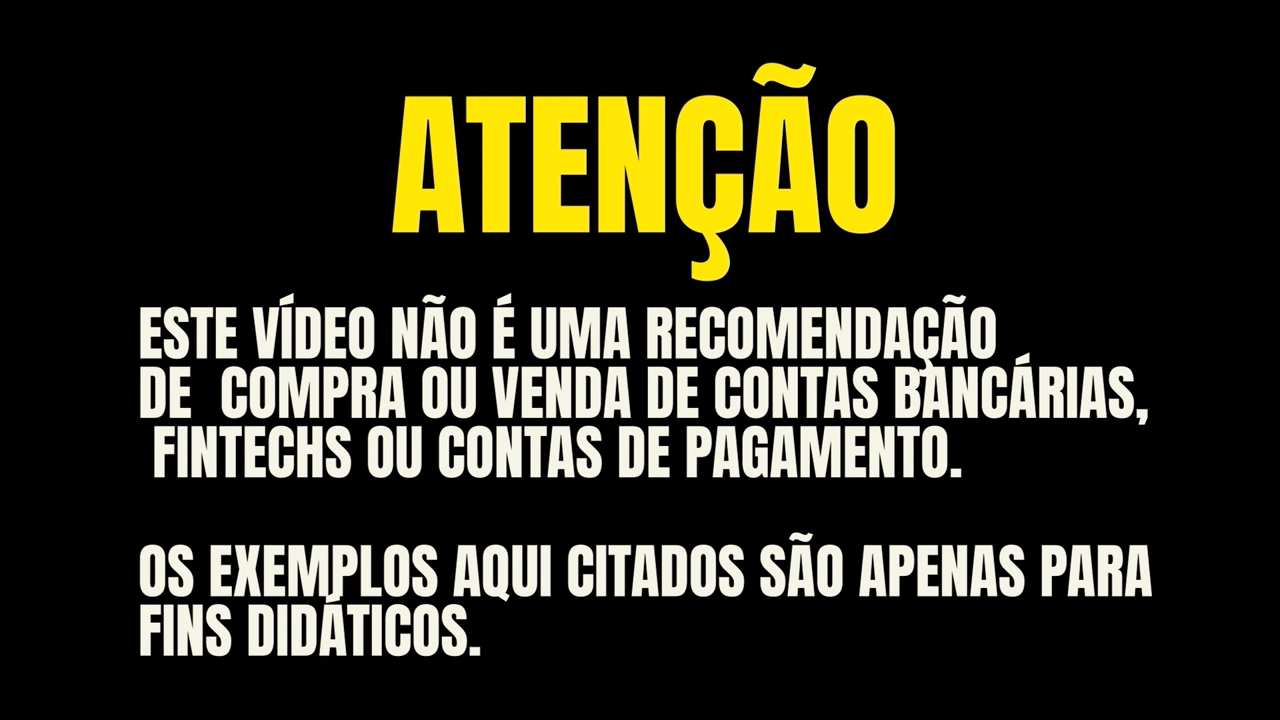 ATENÇÃO
ESTE VÍDEO NÃO É UMA RECOMENDAÇÃO
DE COMPRA OU VENDA DE CONTAS BANCÁRIAS,
FINTECHS OU CONTAS DE PAGAMENTO.
OS EXEMPLOS AQUI CITADOS SÃO APENAS PARA
FINS DIDÁTICOS.